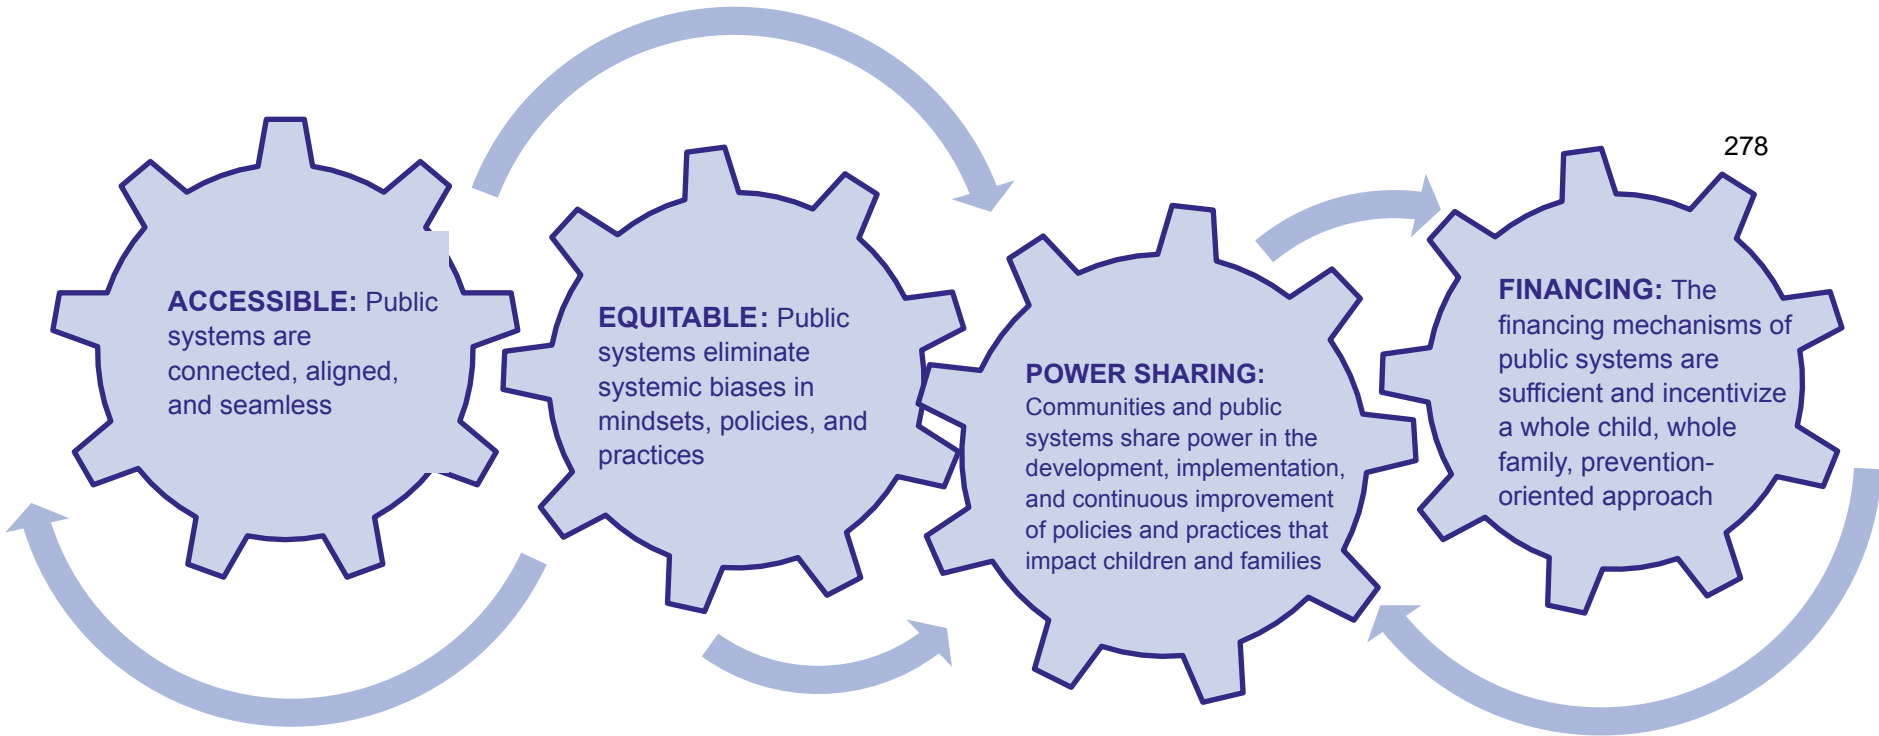 278
ACCESSIBLE: Public
systems are
connected, aligned,
and seamless
EQUITABLE: Public
systems eliminate
systemic biases in
mindsets, policies, and
practices
POWER SHARING:
Communities and public
systems share power in the
development, implementation,
and continuous improvement
of policies and practices that
impact children and families
FINANCING: The
financing mechanisms of
public systems are
sufficient and incentivize
a whole child, whole
family, prevention-
oriented approach